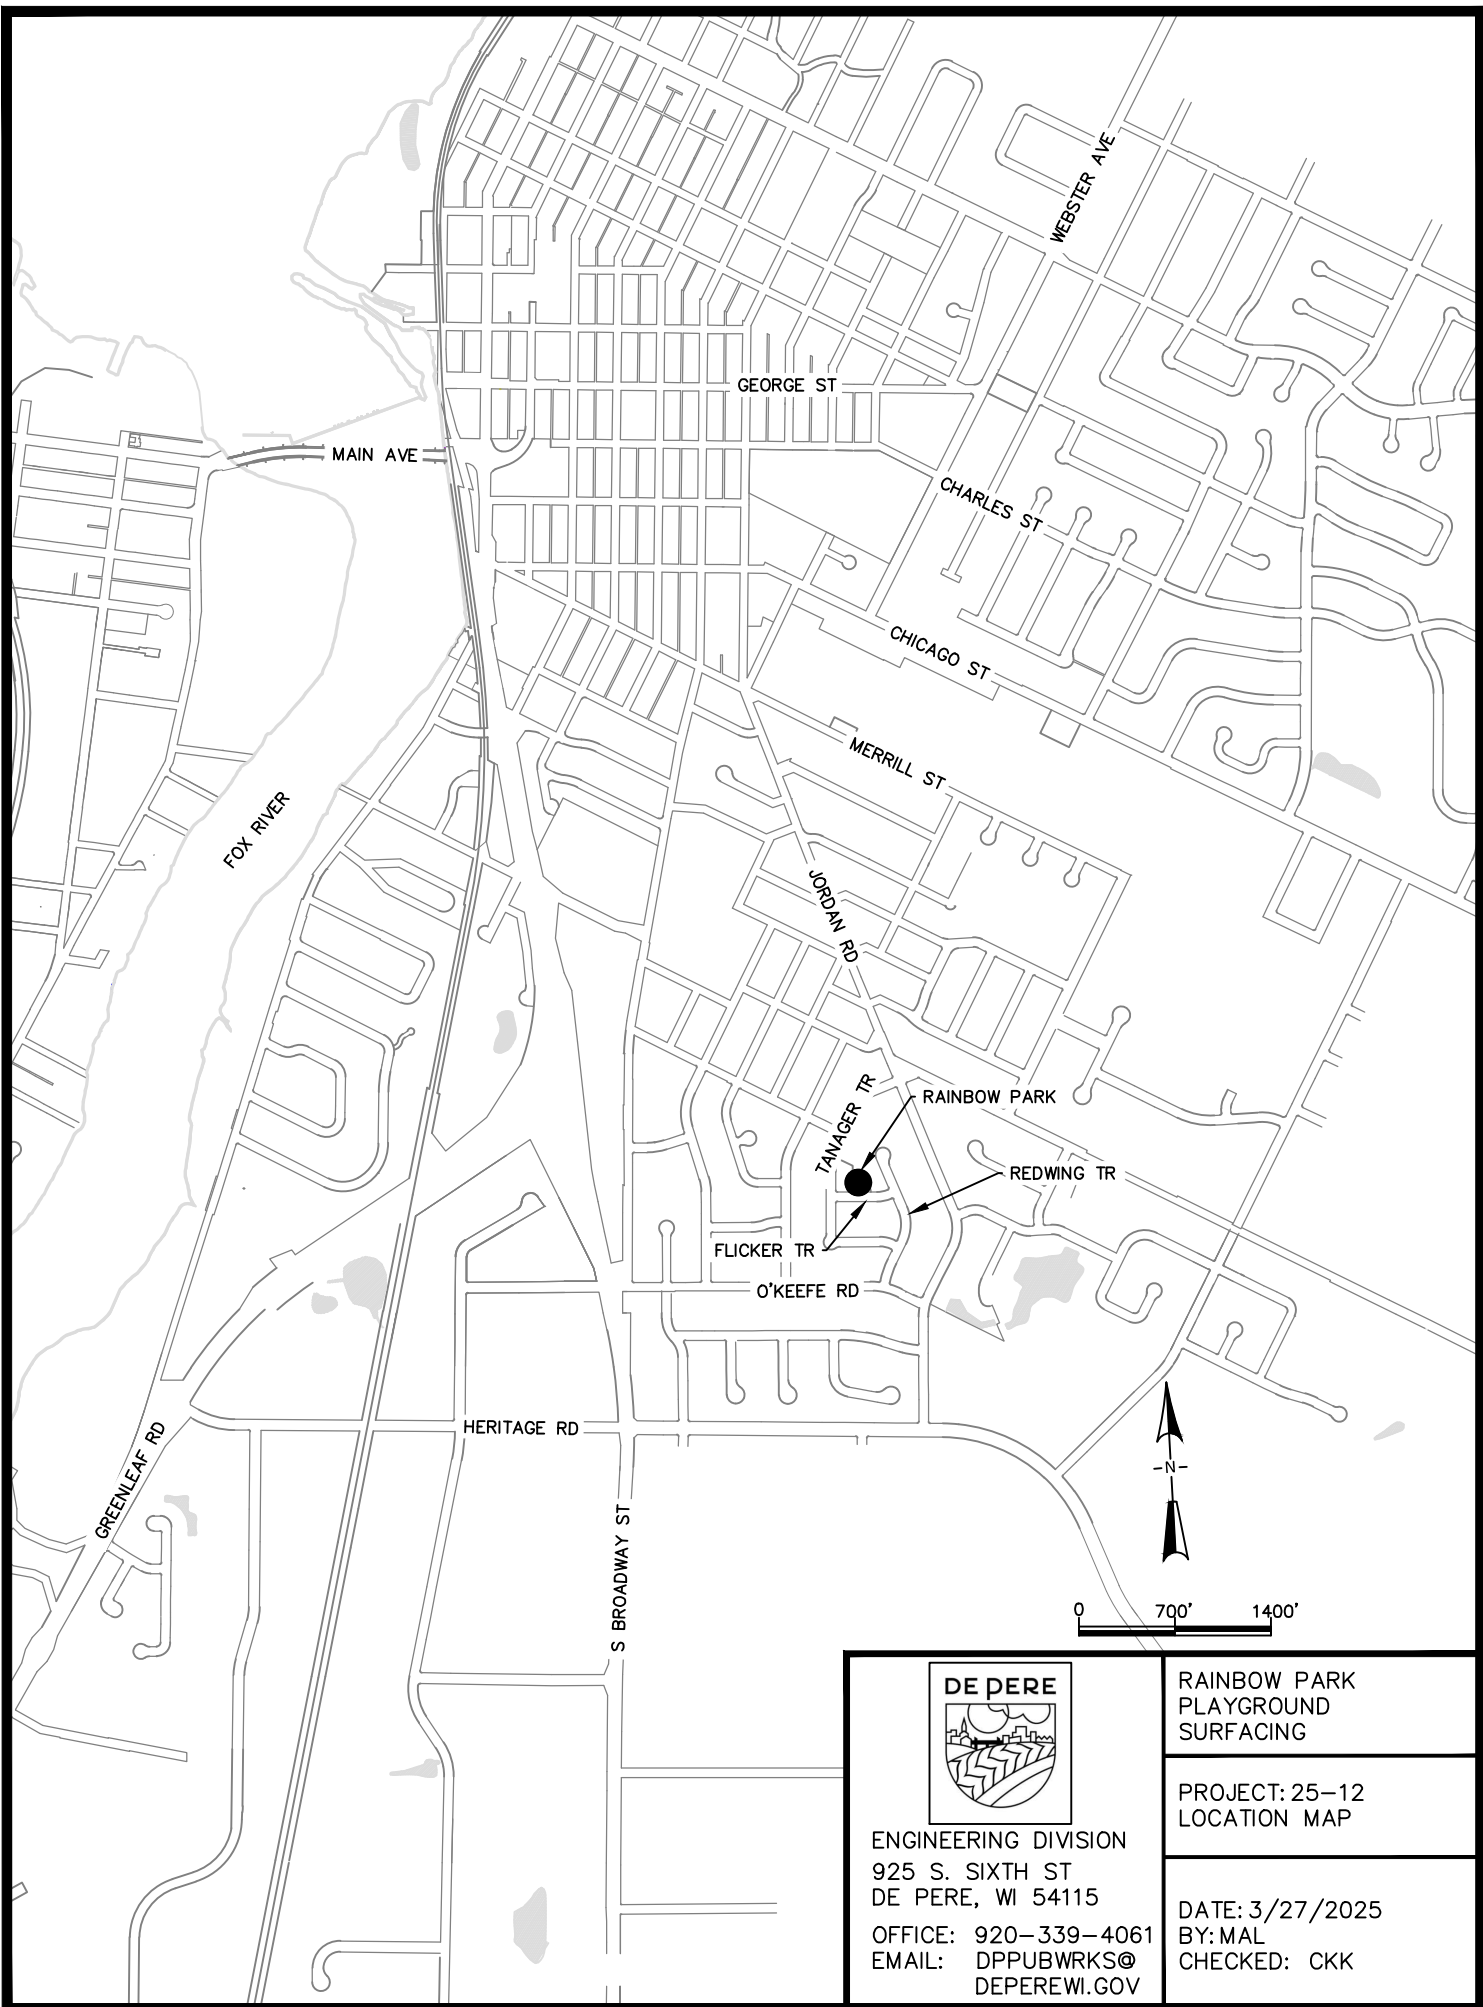 WEBSTER AVE
GEORGE ST
MAIN AVE
CHARLES ST
CHICAGO ST
MERRILL ST
FOX RIVER
JORDAN RD
TANAGER TR
RAINBOW PARK
REDWING TR
FLICKER TR
O'KEEFE RD
HERITAGE RD
GREENLEAF RD
S BROADWAY ST
-N-
0 700' 1400'
DE PERE
ENGINEERING DIVISION
925 S. SIXTH ST
DE PERE, WI 54115
OFFICE: 920-339-4061
EMAIL: DPPUBWRKS@
DEPEREWI.GOV
RAINBOW PARK
PLAYGROUND
SURFACING
PROJECT: 25-12
LOCATION MAP
DATE: 3/27/2025
BY: MAL
CHECKED: CKK